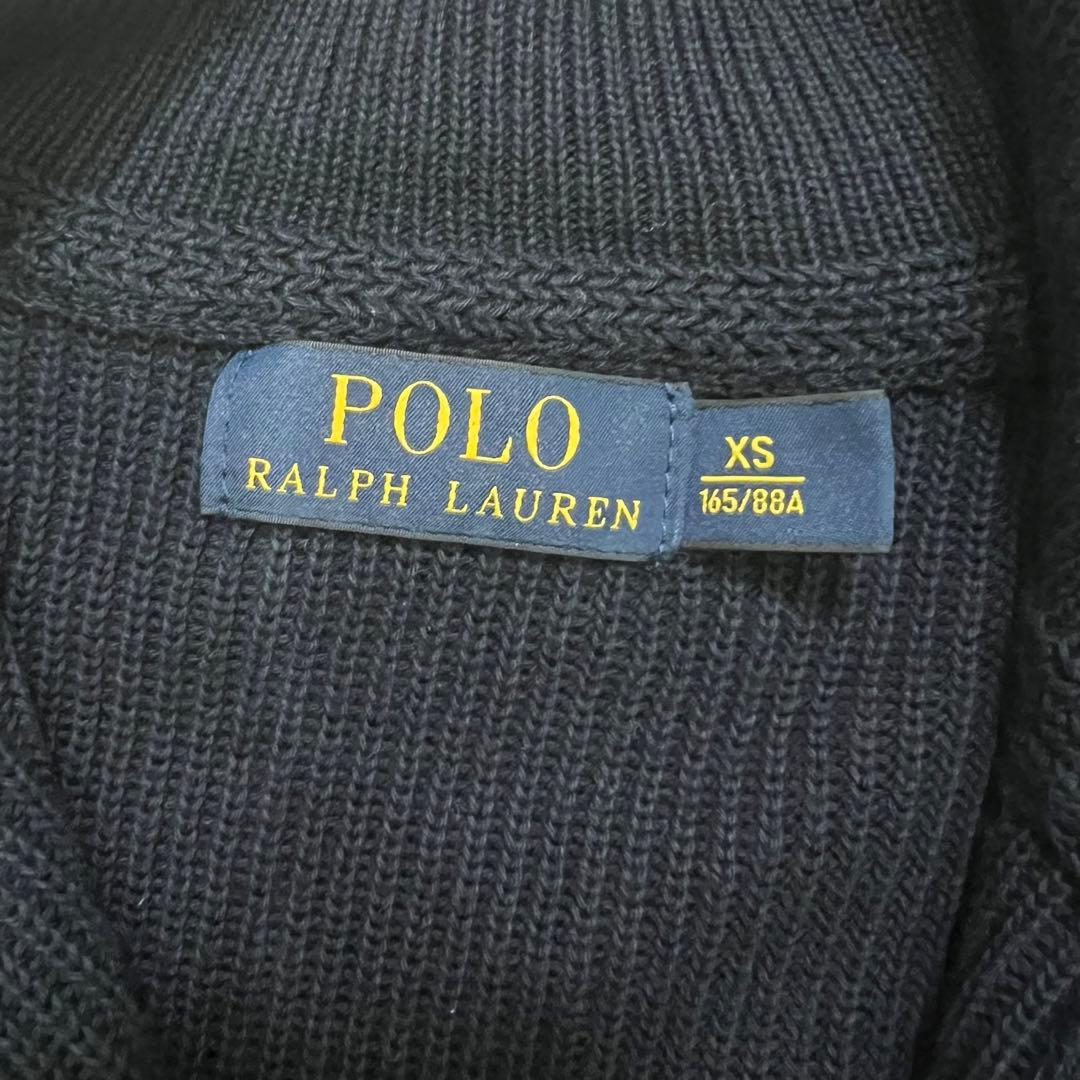 POLO
RALPH LAUREN
XS
165/88A